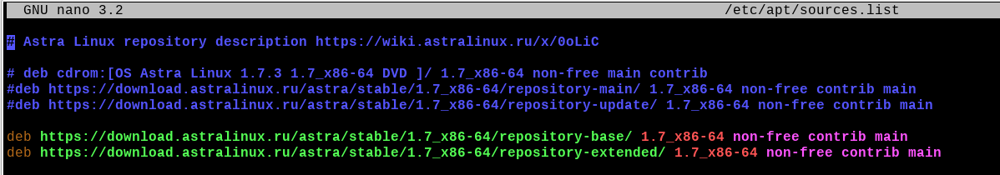 GNU nano 3.2 /etc/apt/sources.list
# Astra Linux repository description https://wiki.astralinux.ru/x/0oLiC
# deb cdrom:[OS Astra Linux 1.7.3 1.7_x86-64 DVD ]/ 1.7_x86-64 non-free main contrib
#deb https://download.astralinux.ru/astra/stable/1.7_x86-64/repository-main/ 1.7_x86-64 non-free contrib main
#deb https://download.astralinux.ru/astra/stable/1.7_x86-64/repository-update/ 1.7_x86-64 non-free contrib main
deb https://download.astralinux.ru/astra/stable/1.7_x86-64/repository-base/ 1.7_x86-64 non-free contrib main
deb https://download.astralinux.ru/astra/stable/1.7_x86-64/repository-extended/ 1.7_x86-64 non-free contrib main